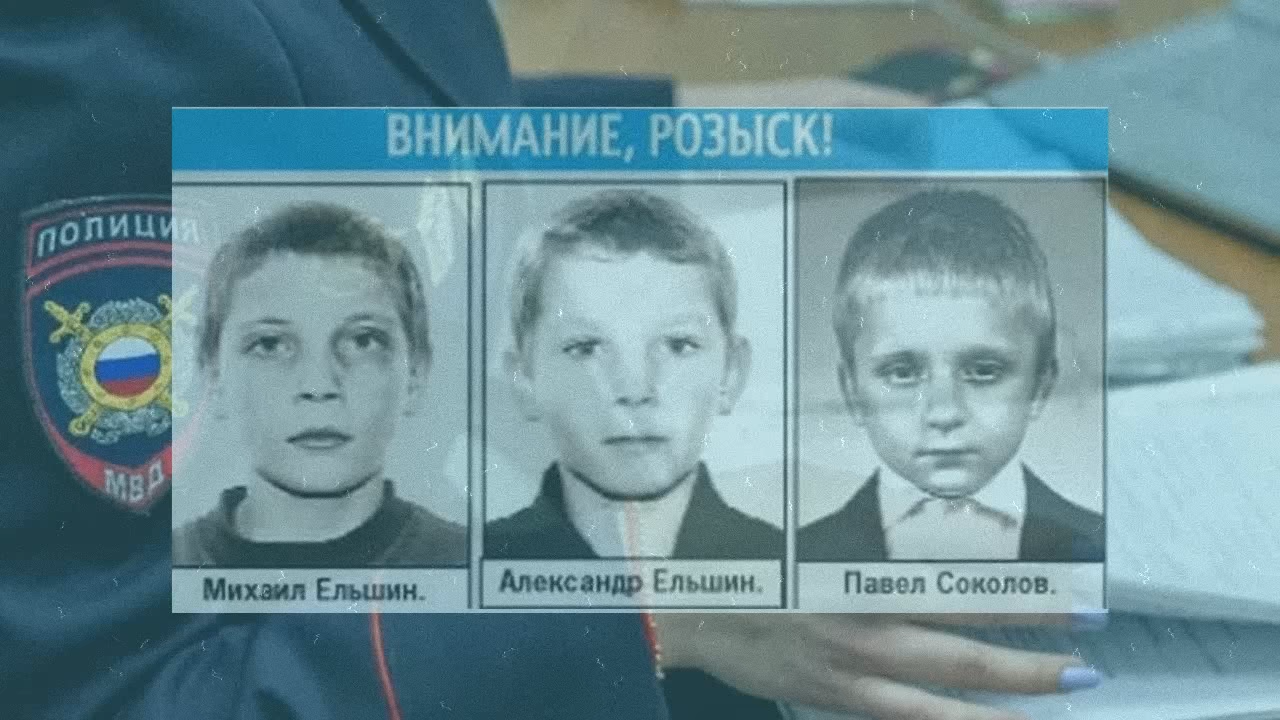 ВНИМАНИЕ, РОЗЫСК!
ПОЛИЦИЯ
МВД
Михаил Ельшин.
Александр Ельшин.
Павел Соколов.